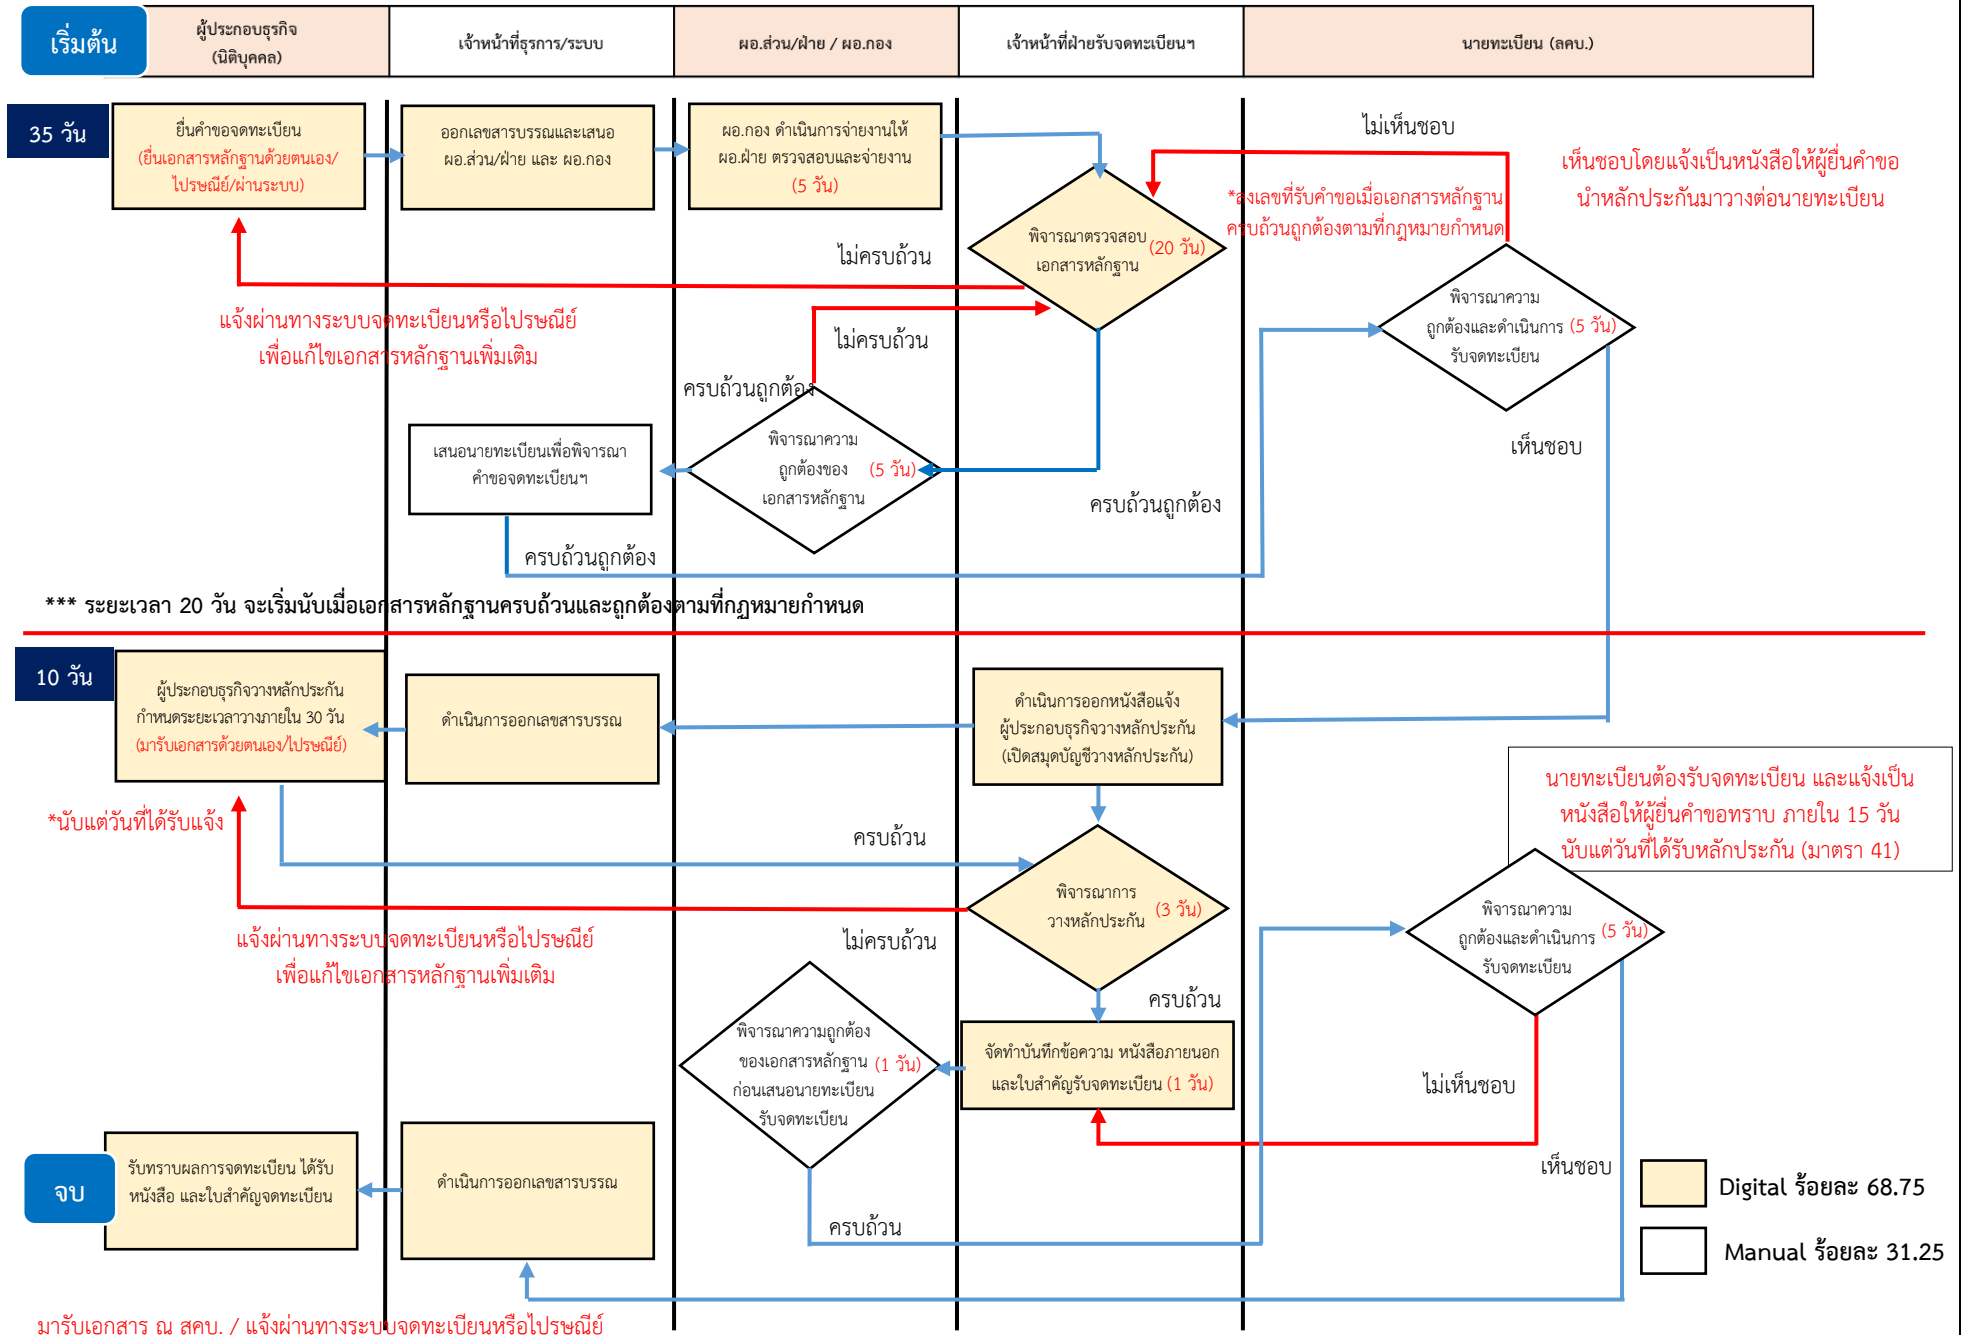 เริ่มต้น
ผู้ประกอบธุรกิจ
(นิติบุคคล)
เจ้าหน้าที่ธุรการ/ระบบ
ผอ.ส่วน/ฝ่าย / ผอ.กอง
เจ้าหน้าที่ฝ่ายรับจดทะเบียนฯ
นายทะเบียน (ลคบ.)
35 วัน
ยื่นคำขอจดทะเบียน
(ยื่นเอกสารหลักฐานด้วยตนเอง/
ไปรษณีย์/ผ่านระบบ)
ออกเลขสารบรรณและเสนอ
ผอ.ส่วน/ฝ่าย และ ผอ.กอง
ผอ.กอง ดำเนินการจ่ายงานให้
ผอ.ฝ่าย ตรวจสอบและจ่ายงาน
(5 วัน)
พิจารณาตรวจสอบ
เอกสารหลักฐาน
(20 วัน)
ไม่เห็นชอบ
*ลงเลขที่รับคำขอเมื่อเอกสารหลักฐาน
ครบถ้วนถูกต้องตามที่กฎหมายกำหนด
เห็นชอบโดยแจ้งเป็นหนังสือให้ผู้ยื่นคำขอ
นำหลักประกันมาวางต่อนายทะเบียน
ไม่ครบถ้วน
แจ้งผ่านทางระบบจดทะเบียนหรือไปรษณีย์
เพื่อแก้ไขเอกสารหลักฐานเพิ่มเติม
ไม่ครบถ้วน
พิจารณาความ
ถูกต้องและดำเนินการ
รับจดทะเบียน
(5 วัน)
ครบถ้วนถูกต้อง
เสนอนายทะเบียนเพื่อพิจารณา
คำขอจดทะเบียนฯ
พิจารณาความ
ถูกต้องของ
เอกสารหลักฐาน
(5 วัน)
เห็นชอบ
ครบถ้วนถูกต้อง
ครบถ้วนถูกต้อง
*** ระยะเวลา 20 วัน จะเริ่มนับเมื่อเอกสารหลักฐานครบถ้วนและถูกต้องตามที่กฎหมายกำหนด
10 วัน
ผู้ประกอบธุรกิจวางหลักประกัน
กำหนดระยะเวลาวางภายใน 30 วัน
(มารับเอกสารด้วยตนเอง/ไปรษณีย์)
ดำเนินการออกเลขสารบรรณ
ดำเนินการออกหนังสือแจ้ง
ผู้ประกอบธุรกิจวางหลักประกัน
(เปิดสมุดบัญชีวางหลักประกัน)
นายทะเบียนต้องรับจดทะเบียน และแจ้งเป็น
หนังสือให้ผู้ยื่นคำขอทราบ ภายใน 15 วัน
นับแต่วันที่ได้รับหลักประกัน (มาตรา 41)
*นับแต่วันที่ได้รับแจ้ง
ครบถ้วน
พิจารณาการ
วางหลักประกัน
(3 วัน)
พิจารณาความ
ถูกต้องและดำเนินการ
รับจดทะเบียน
(5 วัน)
แจ้งผ่านทางระบบจดทะเบียนหรือไปรษณีย์
เพื่อแก้ไขเอกสารหลักฐานเพิ่มเติม
ไม่ครบถ้วน
ครบถ้วน
พิจารณาความถูกต้อง
ของเอกสารหลักฐาน
ก่อนเสนอนายทะเบียน
รับจดทะเบียน
(1 วัน)
จัดทำบันทึกข้อความ หนังสือภายนอก
และใบสำคัญรับจดทะเบียน (1 วัน)
ไม่เห็นชอบ
เห็นชอบ
จบ
รับทราบผลการจดทะเบียน ได้รับ
หนังสือ และใบสำคัญจดทะเบียน
ดำเนินการออกเลขสารบรรณ
ครบถ้วน
Digital ร้อยละ 68.75
Manual ร้อยละ 31.25
มารับเอกสาร ณ สคบ. / แจ้งผ่านทางระบบจดทะเบียนหรือไปรษณีย์